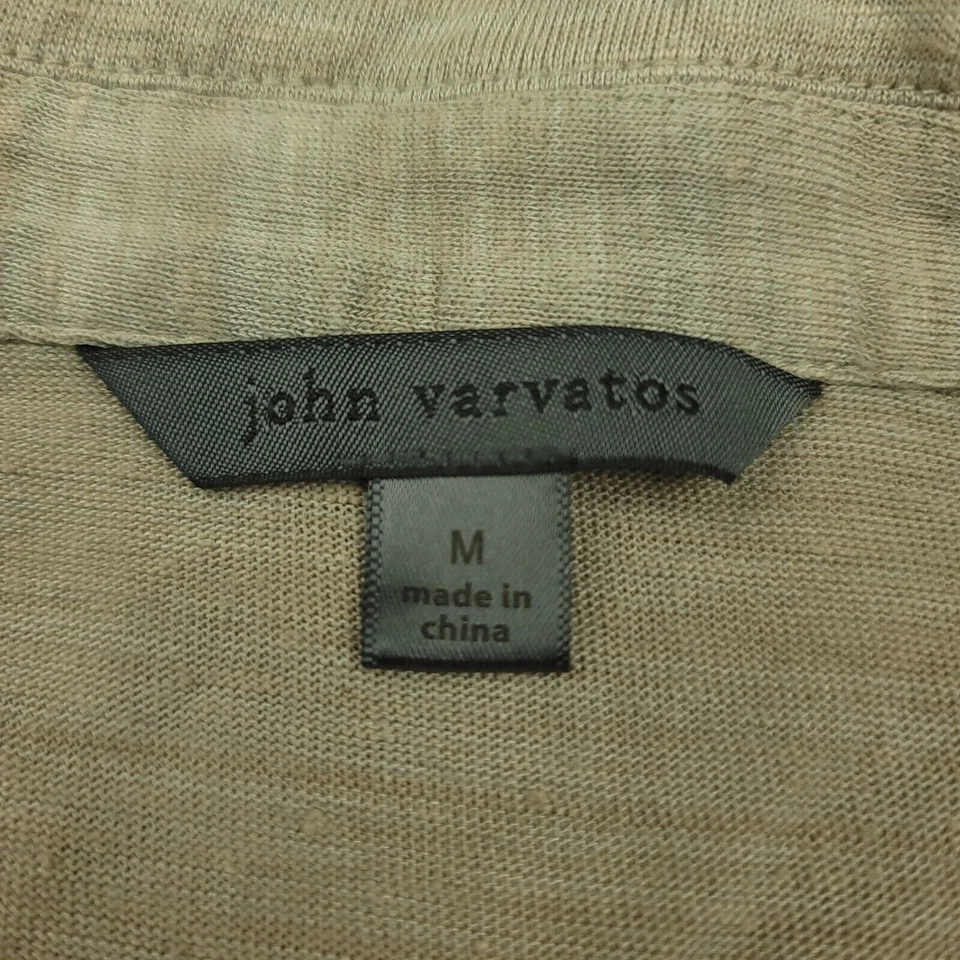 john varvatos
M
made in
china